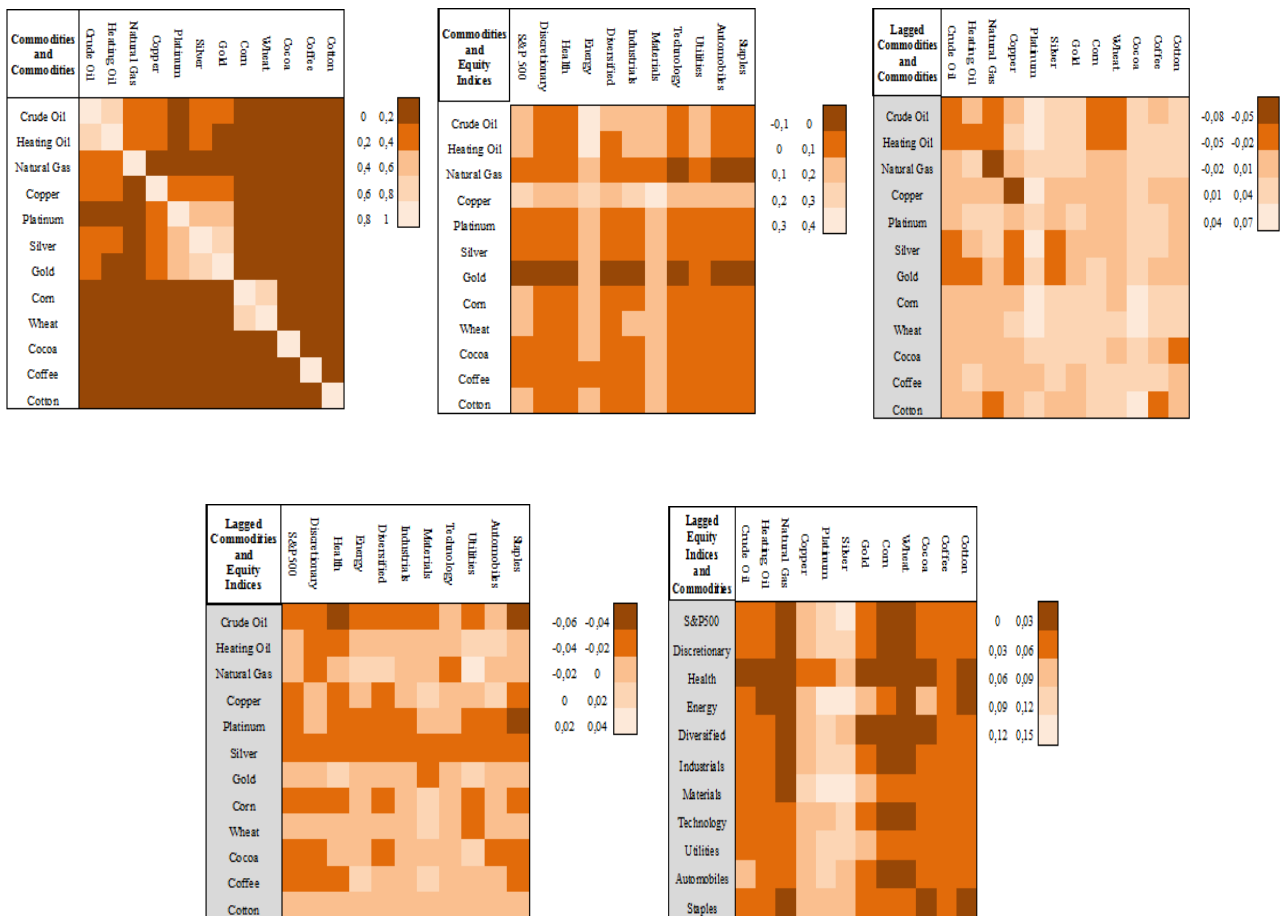 Commodities
and
Commodities
Crude Oil
Heating Oil
Natural Gas
Copper
Platinum
Silver
Gold
Corn
Wheat
Cocoa
Coffee
Cotton
Crude Oil
Heating Oil
Natural Gas
Copper
Platinum
Silver
Gold
Corn
Wheat
Cocoa
Coffee
Cotton
0 0,2
0,2 0,4
0,4 0,6
0,6 0,8
0,8 1
Commodities
and
Equity
Indices
S&P 500
Discretionary
Health
Energy
Diversified
Industrials
Materials
Technology
Utilities
Automobiles
Staples
Crude Oil
Heating Oil
Natural Gas
Copper
Platinum
Silver
Gold
Corn
Wheat
Cocoa
Coffee
Cotton
-0,1 0
0 0,1
0,1 0,2
0,2 0,3
0,3 0,4
Lagged
Commodities
and
Commodities
Crude Oil
Heating Oil
Natural Gas
Copper
Platinum
Silver
Gold
Corn
Wheat
Cocoa
Coffee
Cotton
Crude Oil
Heating Oil
Natural Gas
Copper
Platinum
Silver
Gold
Corn
Wheat
Cocoa
Coffee
Cotton
-0,08 -0,05
-0,05 -0,02
-0,02 0,01
0,01 0,04
0,04 0,07
Lagged
Commodities
and
Equity
Indices
S&P500
Discretionary
Health
Energy
Diversified
Industrials
Materials
Technology
Utilities
Automobiles
Staples
Crude Oil
Heating Oil
Natural Gas
Copper
Platinum
Silver
Gold
Corn
Wheat
Cocoa
Coffee
Cotton
-0,06 -0,04
-0,04 -0,02
-0,02 0
0 0,02
0,02 0,04
Lagged
Equity
Indices
and
Commodities
Crude Oil
Heating Oil
Natural Gas
Copper
Platinum
Silver
Gold
Corn
Wheat
Cocoa
Coffee
Cotton
S&P500
Discretionary
Health
Energy
Diversified
Industrials
Materials
Technology
Utilities
Automobiles
Staples
0 0,03
0,03 0,06
0,06 0,09
0,09 0,12
0,12 0,15